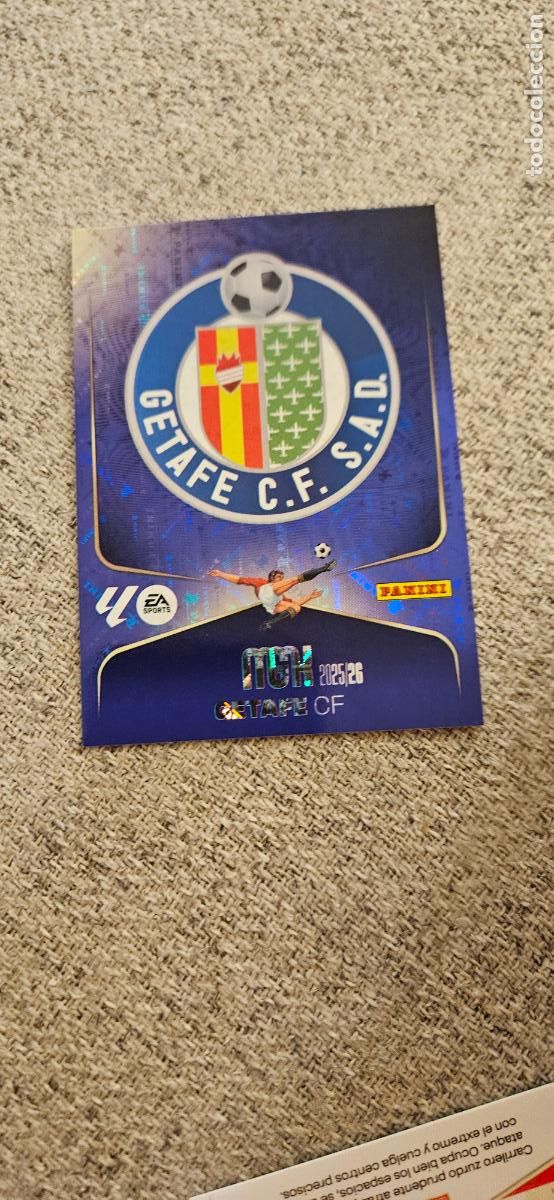 todocoleccion
GETAFE C.F. S.A.D.
EA
SPORTS
PANINI
2025/26
GETAFE CF
Carrilero zurdo prudente
ataque. Ocupa bien los espacios, se
con el extremo y cuelga centros precisos.